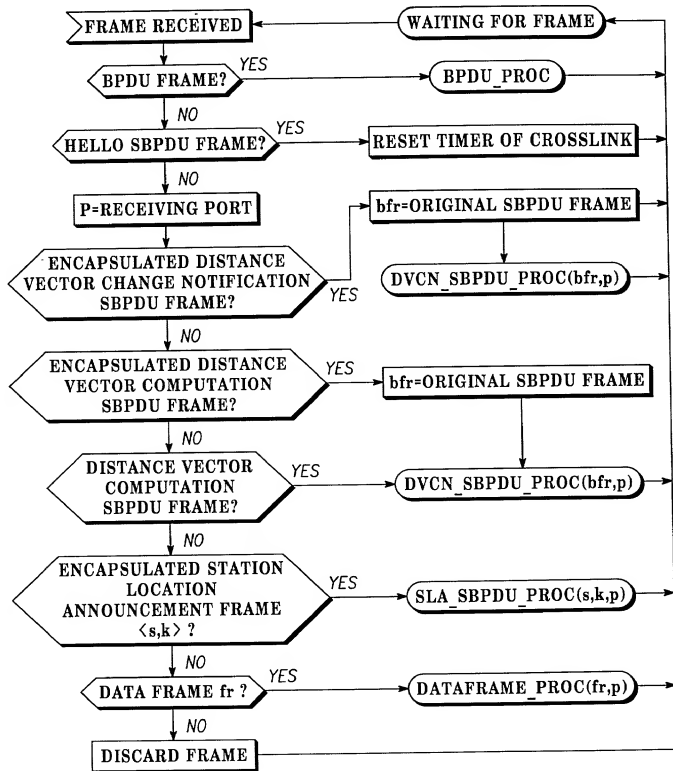 FRAME RECEIVED
WAITING FOR FRAME
BPDU FRAME?
YES
BPDU_PROC
NO
HELLO SBPDU FRAME?
YES
RESET TIMER OF CROSSLINK
NO
P=RECEIVING PORT
bfr=ORIGINAL SBPDU FRAME
ENCAPSULATED DISTANCE
VECTOR CHANGE NOTIFICATION
SBPDU FRAME?
YES
DVCN_SBPDU_PROC(bfr,p)
NO
ENCAPSULATED DISTANCE
VECTOR COMPUTATION
SBPDU FRAME?
YES
bfr=ORIGINAL SBPDU FRAME
NO
DISTANCE VECTOR
COMPUTATION
SBPDU FRAME?
YES
DVCN_SBPDU_PROC(bfr,p)
NO
ENCAPSULATED STATION
LOCATION
ANNOUNCEMENT FRAME
<s,k> ?
YES
SLA_SBPDU_PROC(s,k,p)
NO
DATA FRAME fr ?
YES
DATAFRAME_PROC(fr,p)
NO
DISCARD FRAME